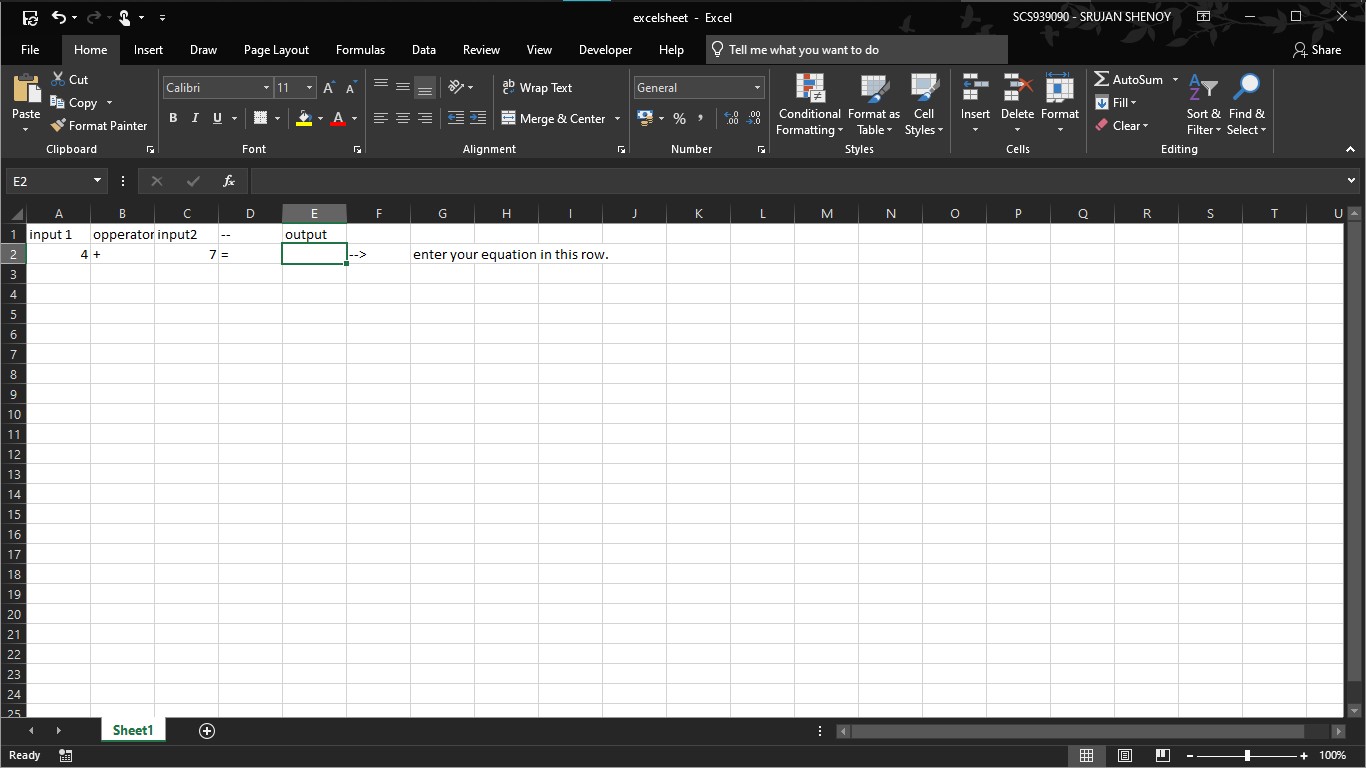 excelsheet - Excel
SCS939090 - SRUJAN SHENOY
File Home Insert Draw Page Layout Formulas Data Review View Developer Help Tell me what you want to do Share
Paste
Cut
Copy
Format Painter
Clipboard
Calibri 11 A A
B I U A
Font
ab Wrap Text
Merge & Center
Alignment
General
% , .00 .00
Number
Conditional Formatting
Format as Table
Cell Styles
Styles
Insert Delete Format
Cells
AutoSum
Fill
Clear
Sort & Filter
Find & Select
Editing
E2 fx
A B C D E F G H I J K L M N O P Q R S T U
1 input 1 opperator input2 -- output
2 4 + 7 = --> enter your equation in this row.
3
4
5
6
7
8
9
10
11
12
13
14
15
16
17
18
19
20
21
22
23
24
25
Sheet1
Ready 100%